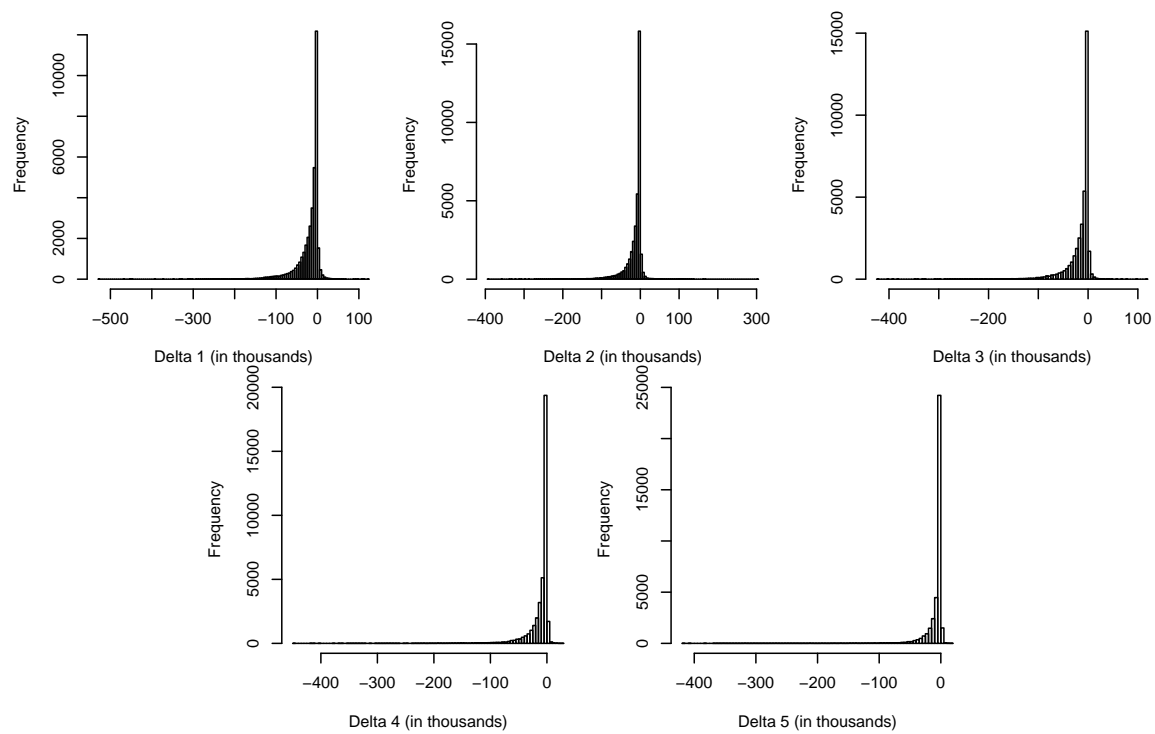 Frequency
0 2000 6000 10000
−500 −300 −100 0 100
Delta 1 (in thousands)
Frequency
0 5000 10000 15000
−400 −200 0 100 300
Delta 2 (in thousands)
Frequency
0 5000 10000 15000
−400 −200 0 100
Delta 3 (in thousands)
Frequency
0 5000 10000 15000 20000
−400 −300 −200 −100 0
Delta 4 (in thousands)
Frequency
0 5000 15000 25000
−400 −300 −200 −100 0
Delta 5 (in thousands)